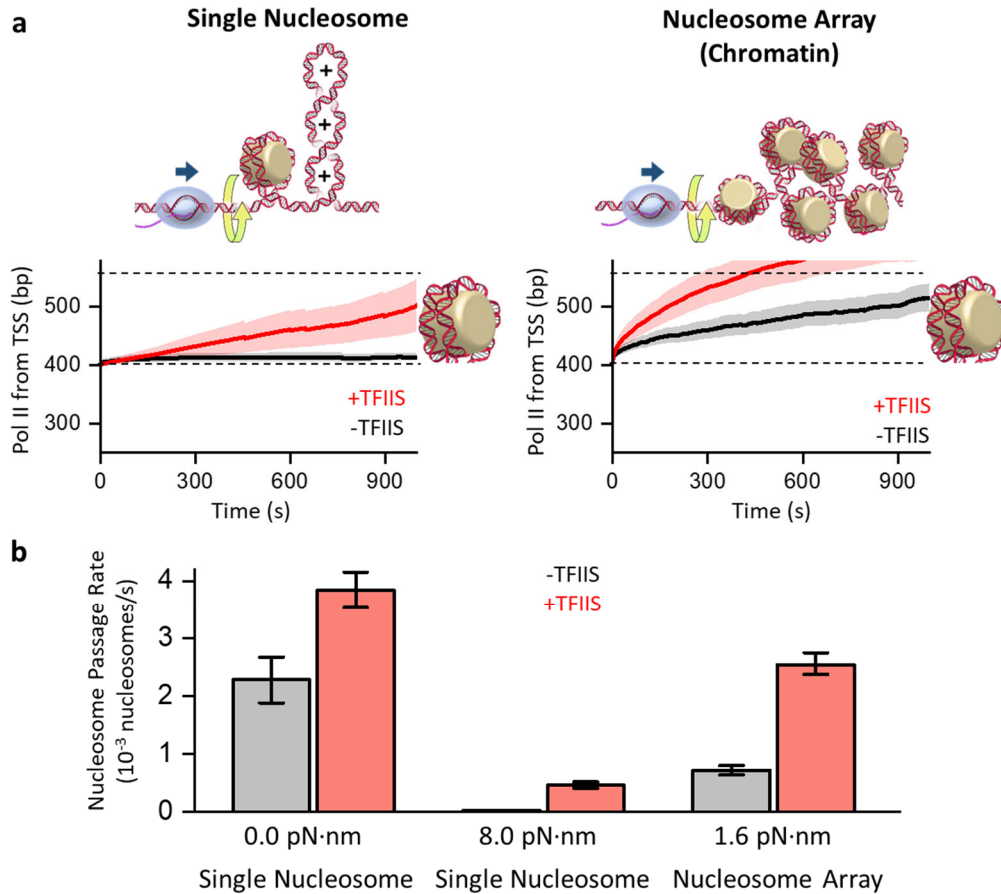 a
Single Nucleosome
Nucleosome Array
(Chromatin)
+
+
+
Pol II from TSS (bp)
500
400
300
0
300
600
900
Time (s)
+TFIIS
-TFIIS
Pol II from TSS (bp)
500
400
300
0
300
600
900
Time (s)
+TFIIS
-TFIIS
b
Nucleosome Passage Rate
(10⁻³ nucleosomes/s)
4
3
2
1
0
-TFIIS
+TFIIS
0.0 pN·nm
8.0 pN·nm
1.6 pN·nm
Single Nucleosome
Single Nucleosome
Nucleosome Array